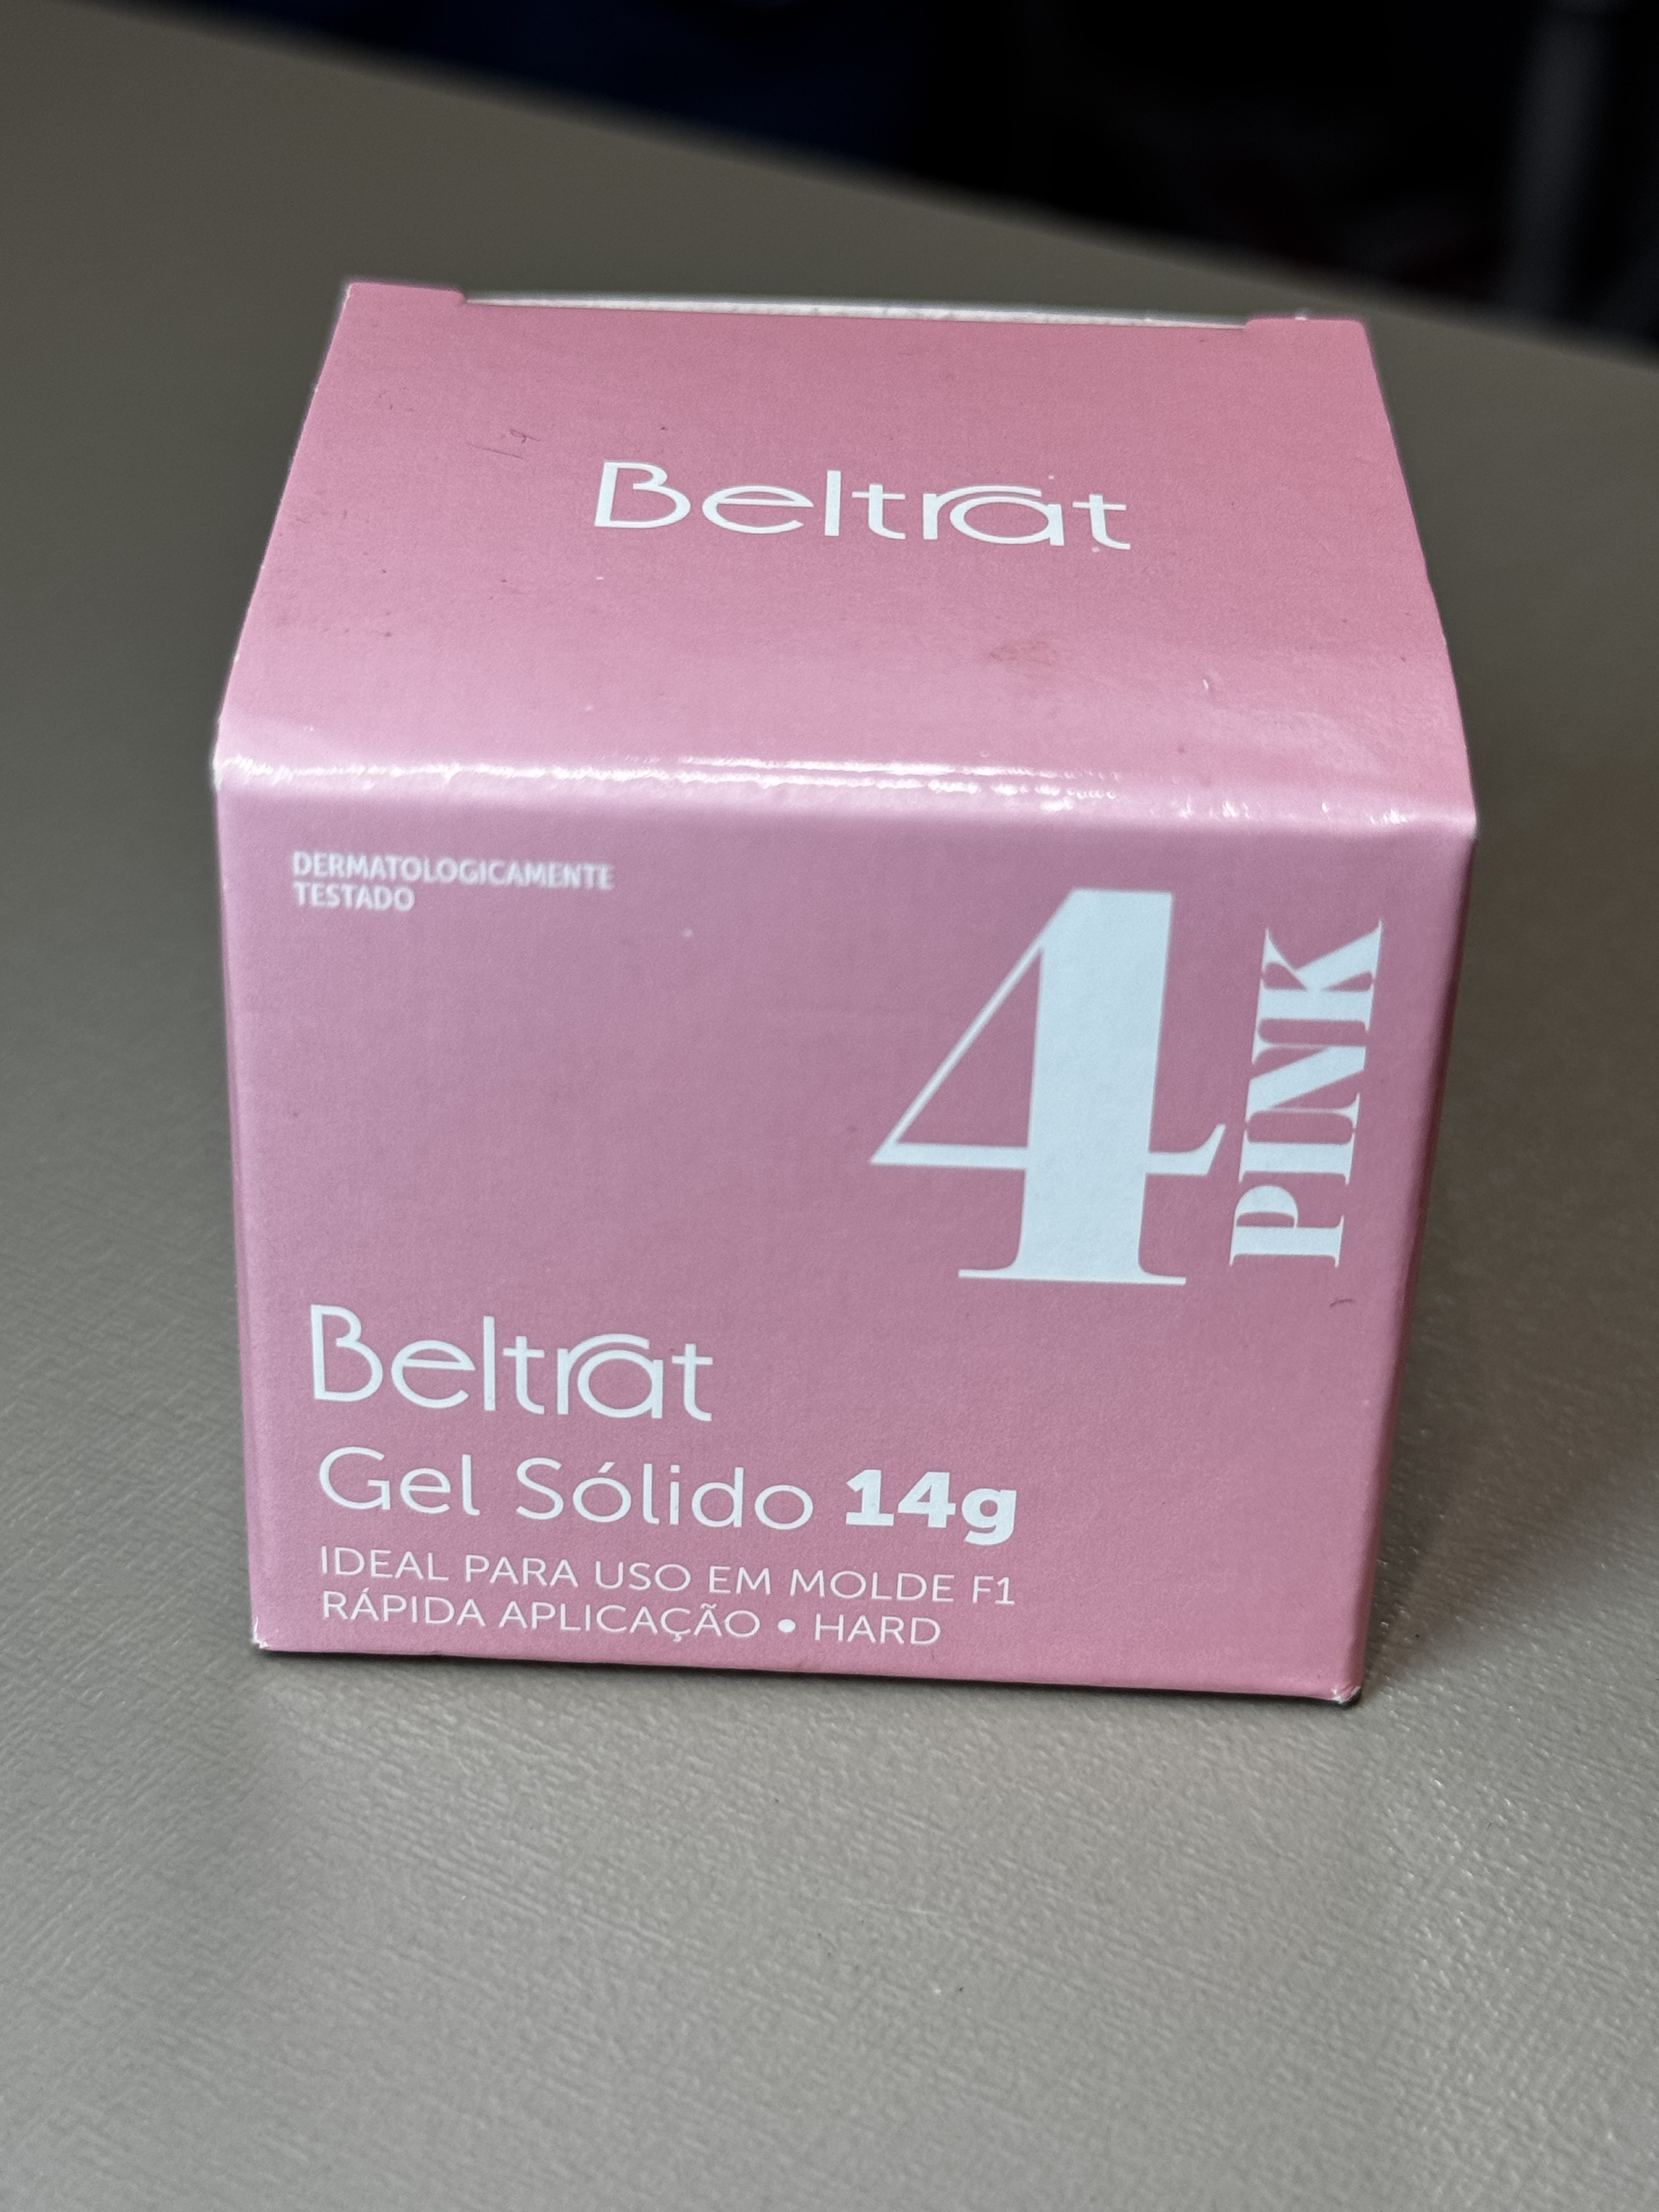 Beltrat
DERMATOLOGICAMENTE
TESTADO
4
PINK
Beltrat
Gel Sólido 14g
IDEAL PARA USO EM MOLDE F1
RÁPIDA APLICAÇÃO • HARD